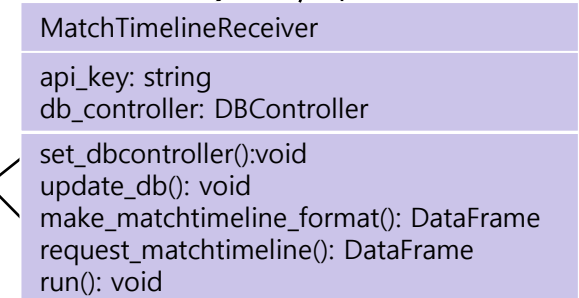 MatchTimelineReceiver
api_key: string
db_controller: DBController
set_dbcontroller():void
update_db(): void
make_matchtimeline_format(): DataFrame
request_matchtimeline(): DataFrame
run(): void